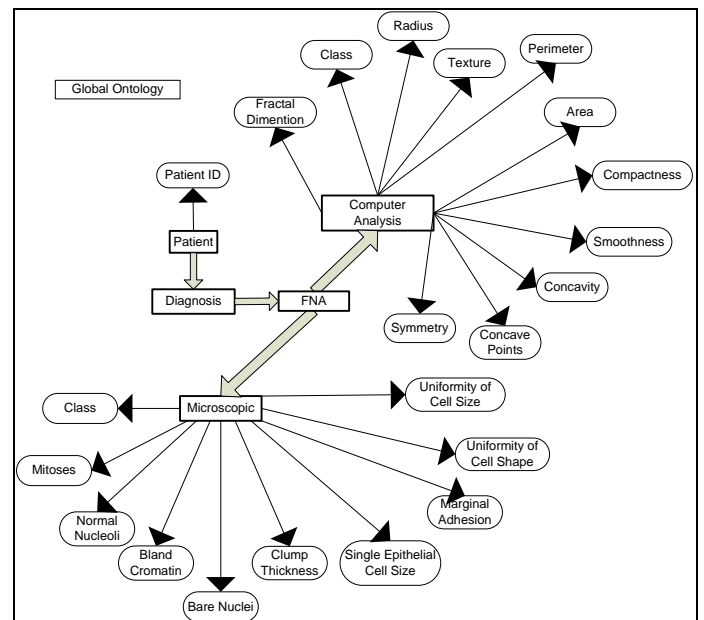 Radius
Class
Perimeter
Texture
Global Ontology
Fractal
Dimention
Area
Patient ID
Compactness
Computer
Analysis
Patient
Smoothness
Concavity
Diagnosis
FNA
Symmetry
Concave
Points
Uniformity of
Cell Size
Class
Microscopic
Uniformity of
Cell Shape
Mitoses
Marginal
Adhesion
Normal
Nucleoli
Bland
Cromatin
Clump
Thickness
Single Epithelial
Cell Size
Bare Nuclei